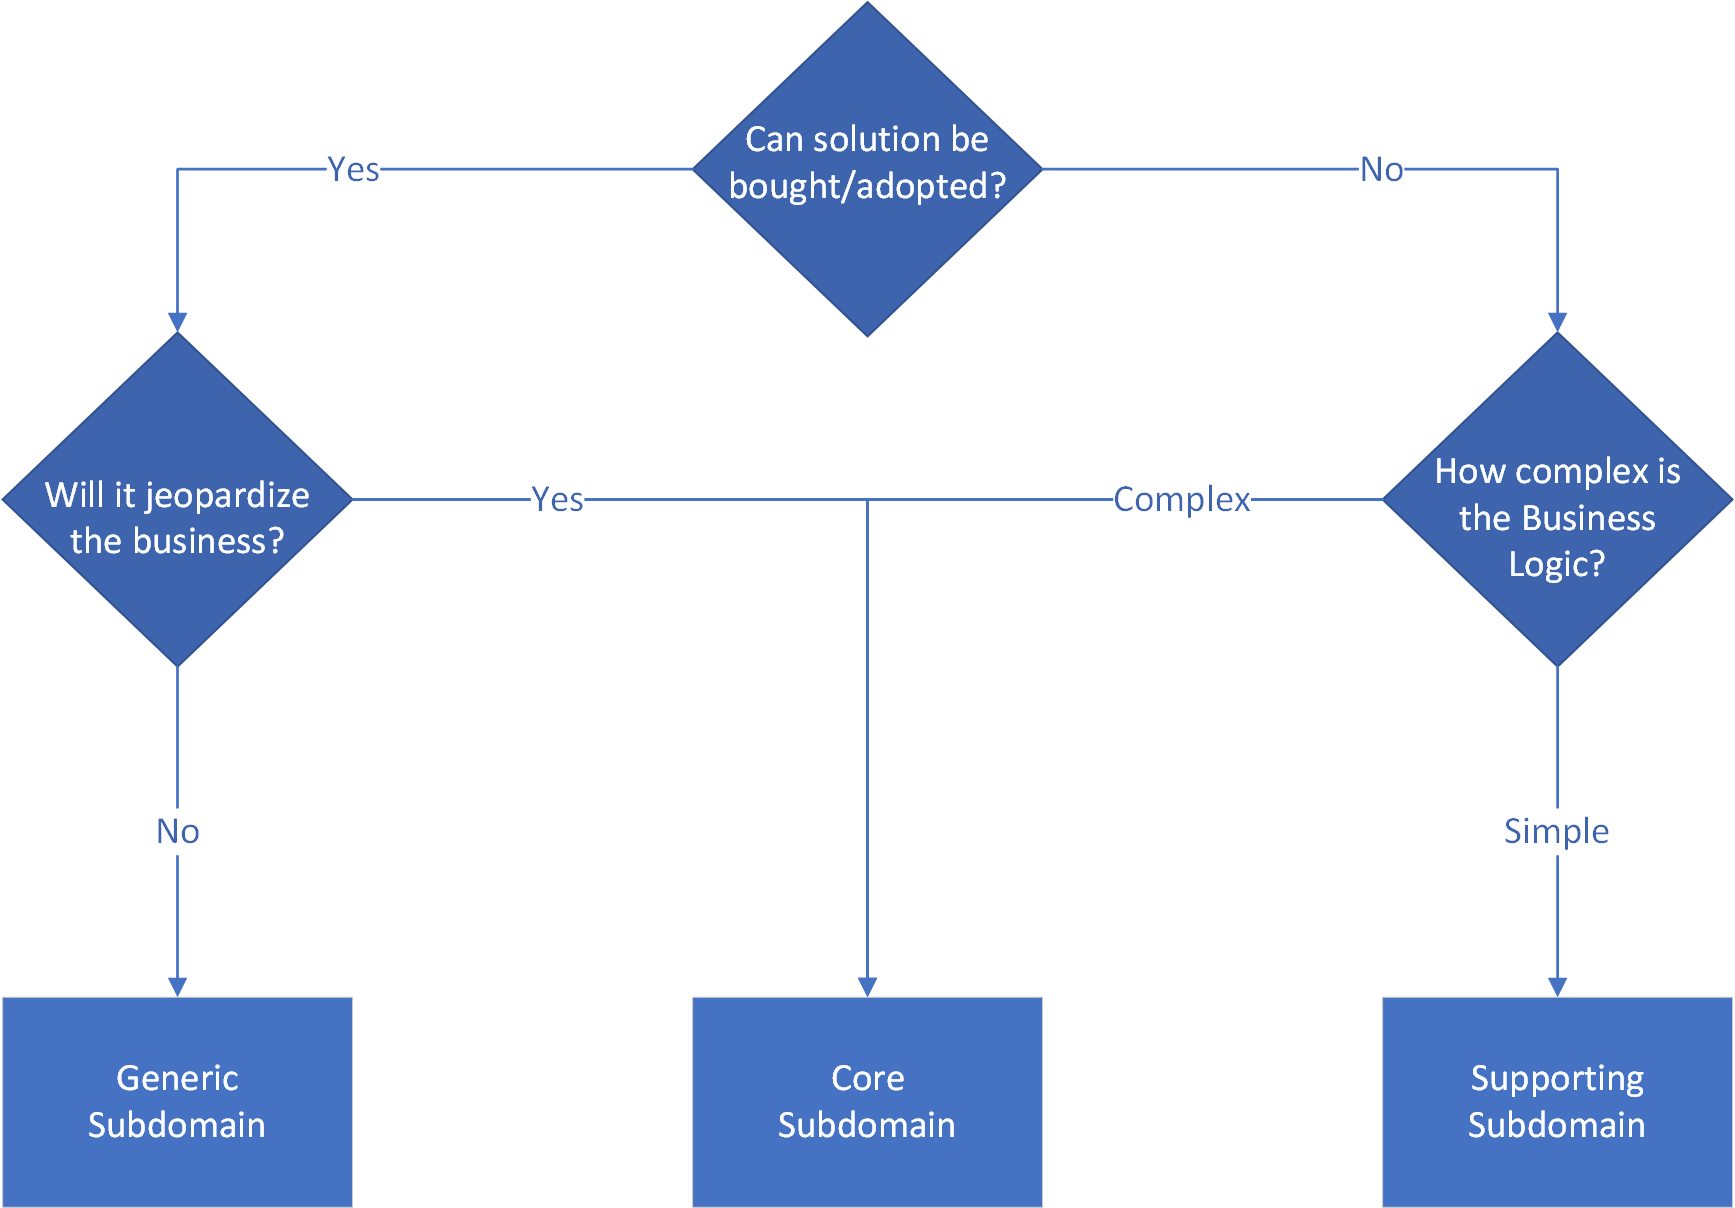 Can solution be
bought/adopted?
Yes
No
Will it jeopardize
the business?
Yes
Complex
How complex is
the Business
Logic?
No
Simple
Generic
Subdomain
Core
Subdomain
Supporting
Subdomain